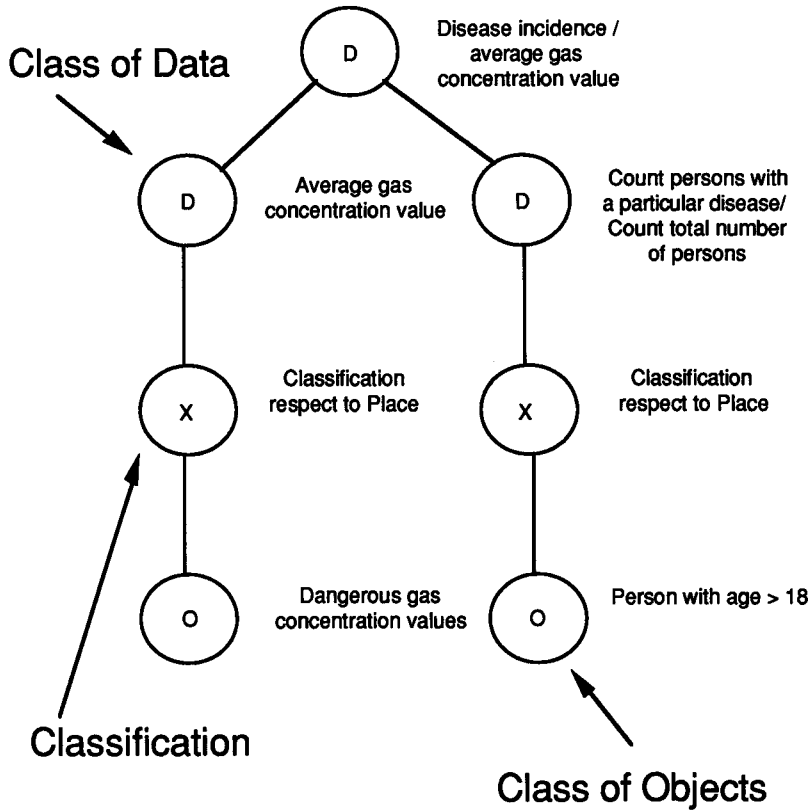 Disease incidence /
average gas
concentration value
D
Class of Data
D
Average gas
concentration value
D
Count persons with
a particular disease/
Count total number
of persons
X
Classification
respect to Place
X
Classification
respect to Place
O
Dangerous gas
concentration values
O
Person with age > 18
Classification
Class of Objects